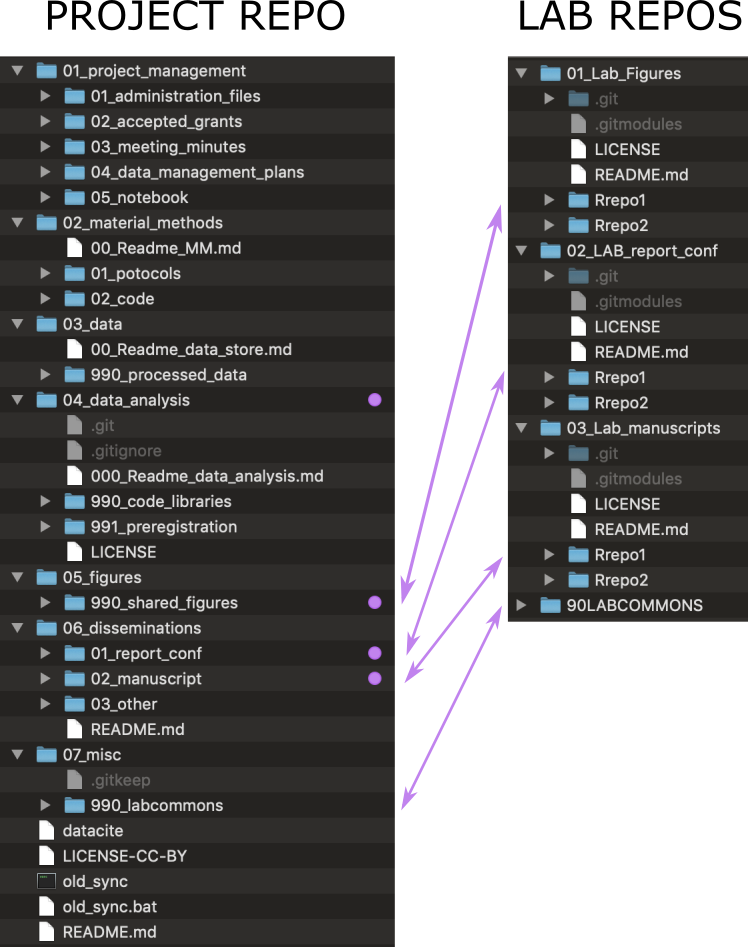 PROJECT REPO
01_project_management
01_administration_files
02_accepted_grants
03_meeting_minutes
04_data_management_plans
05_notebook
02_material_methods
00_Readme_MM.md
01_potocols
02_code
03_data
00_Readme_data_store.md
990_processed_data
04_data_analysis
.git
.gitignore
000_Readme_data_analysis.md
990_code_libraries
991_preregistration
LICENSE
05_figures
990_shared_figures
06_disseminations
01_report_conf
02_manuscript
03_other
README.md
07_misc
.gitkeep
990_labcommons
datacite
LICENSE-CC-BY
old_sync
old_sync.bat
README.md
LAB REPOS
01_Lab_Figures
.git
.gitmodules
LICENSE
README.md
Rrepo1
Rrepo2
02_LAB_report_conf
.git
.gitmodules
LICENSE
README.md
Rrepo1
Rrepo2
03_Lab_manuscripts
.git
.gitmodules
LICENSE
README.md
Rrepo1
Rrepo2
90LABCOMMONS